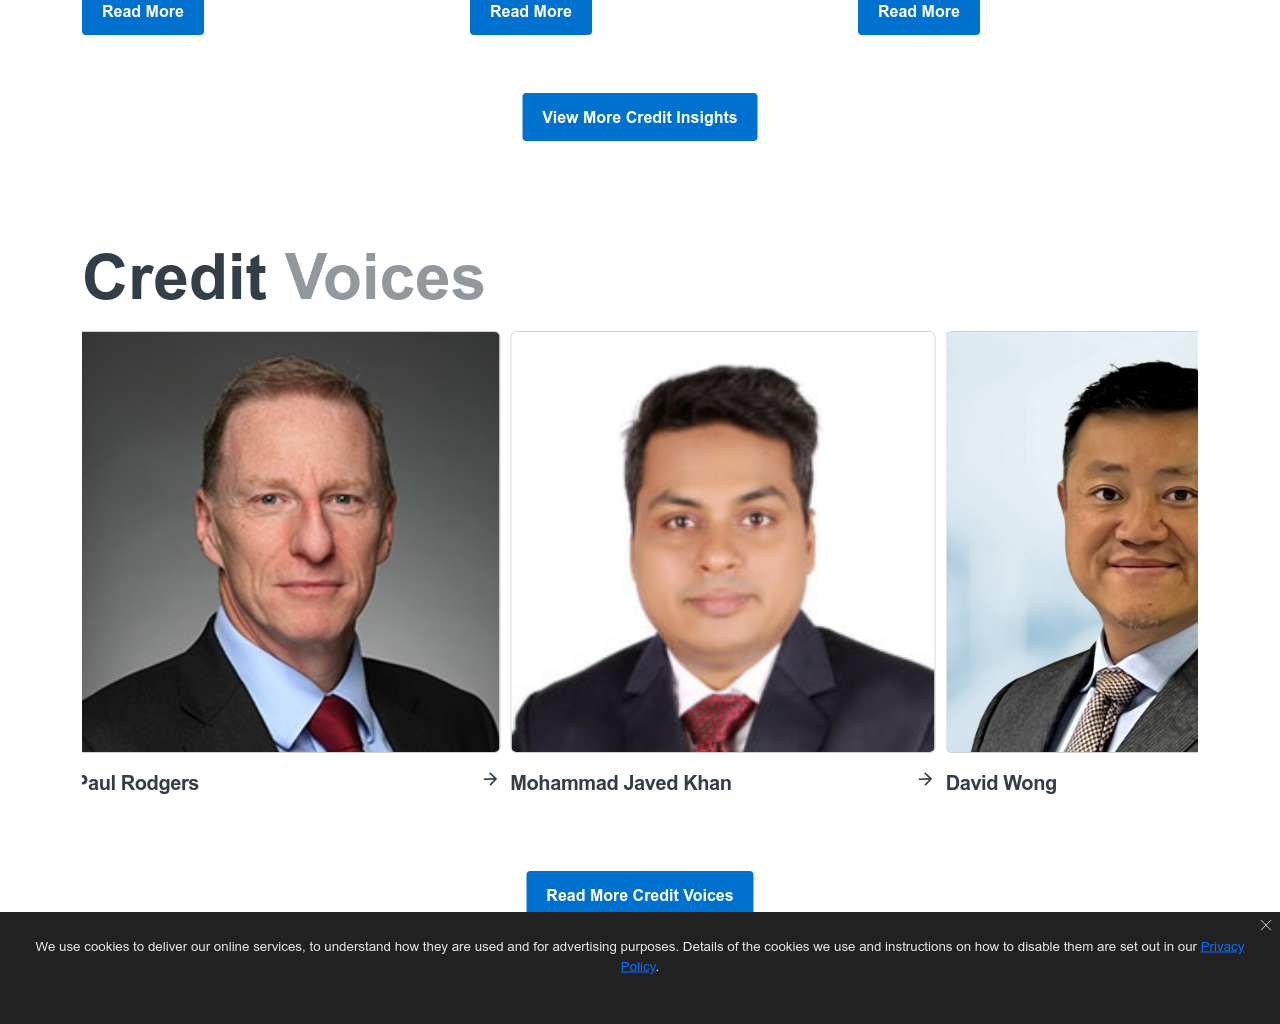 Read More
Read More
Read More
View More Credit Insights
Credit Voices
Paul Rodgers
Mohammad Javed Khan
David Wong
Read More Credit Voices
We use cookies to deliver our online services, to understand how they are used and for advertising purposes. Details of the cookies we use and instructions on how to disable them are set out in our Privacy
Policy.